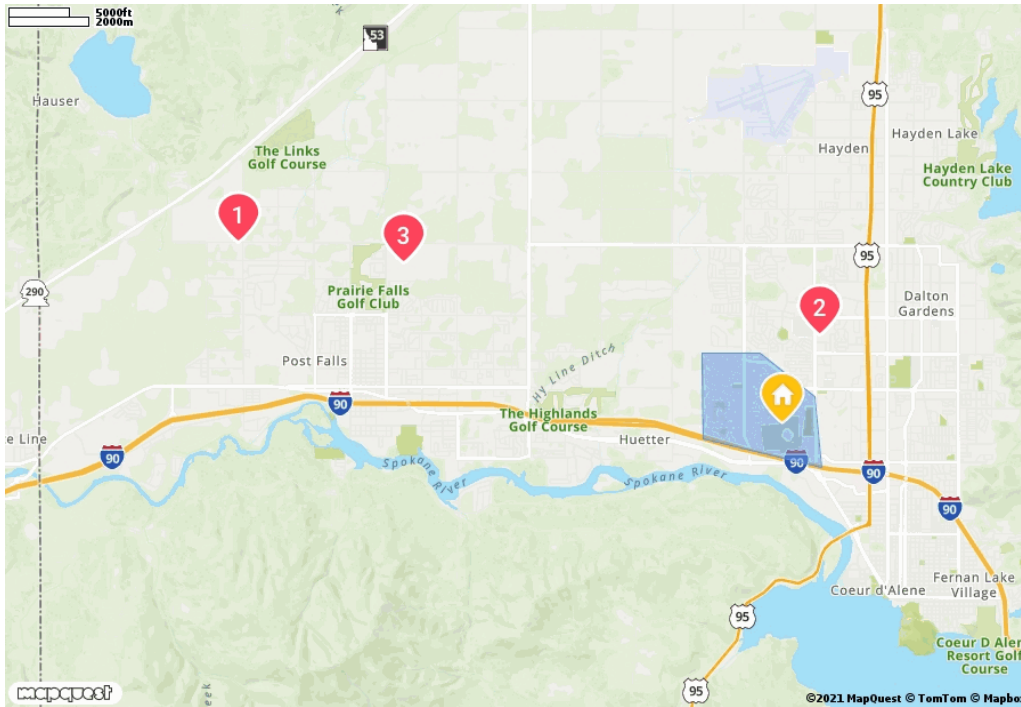 5000ft
2000m
53
Hauser
95
Hayden Lake
Hayden
The Links
Golf Course
Hayden Lake
Country Club
1
3
95
290
Prairie Falls
Golf Club
Dalton
Gardens
2
Hy Line Ditch
Post Falls
90
The Highlands
Golf Course
e Line
90
Huetter
90
90
Spokane River
Spokane River
90
Fernan Lake
Village
Coeur d'Alene
95
Coeur D Alen
Resort Golf
Course
eek
95
mapquest
©2021 MapQuest © TomTom © Mapbo